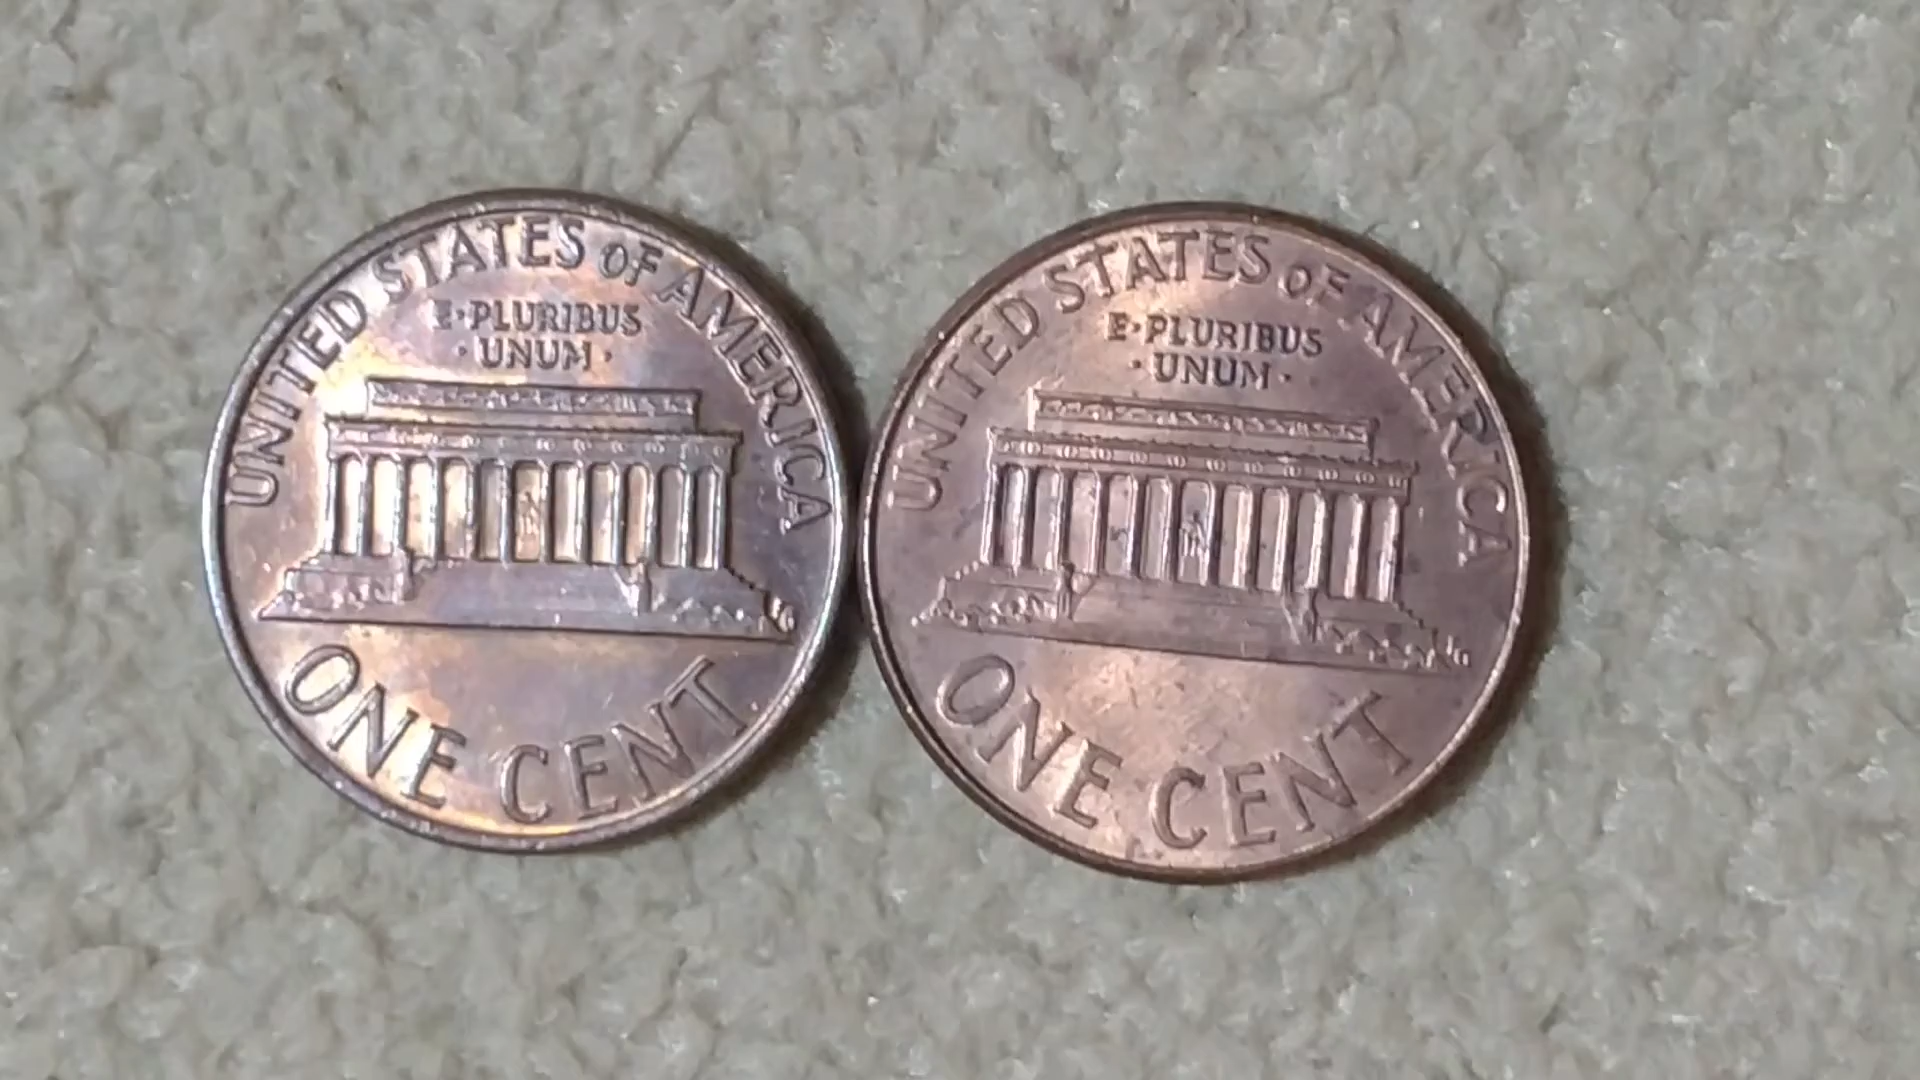 UNITED STATES OF AMERICA
E·PLURIBUS
·UNUM·
ONE CENT
UNITED STATES OF AMERICA
E·PLURIBUS
·UNUM·
ONE CENT